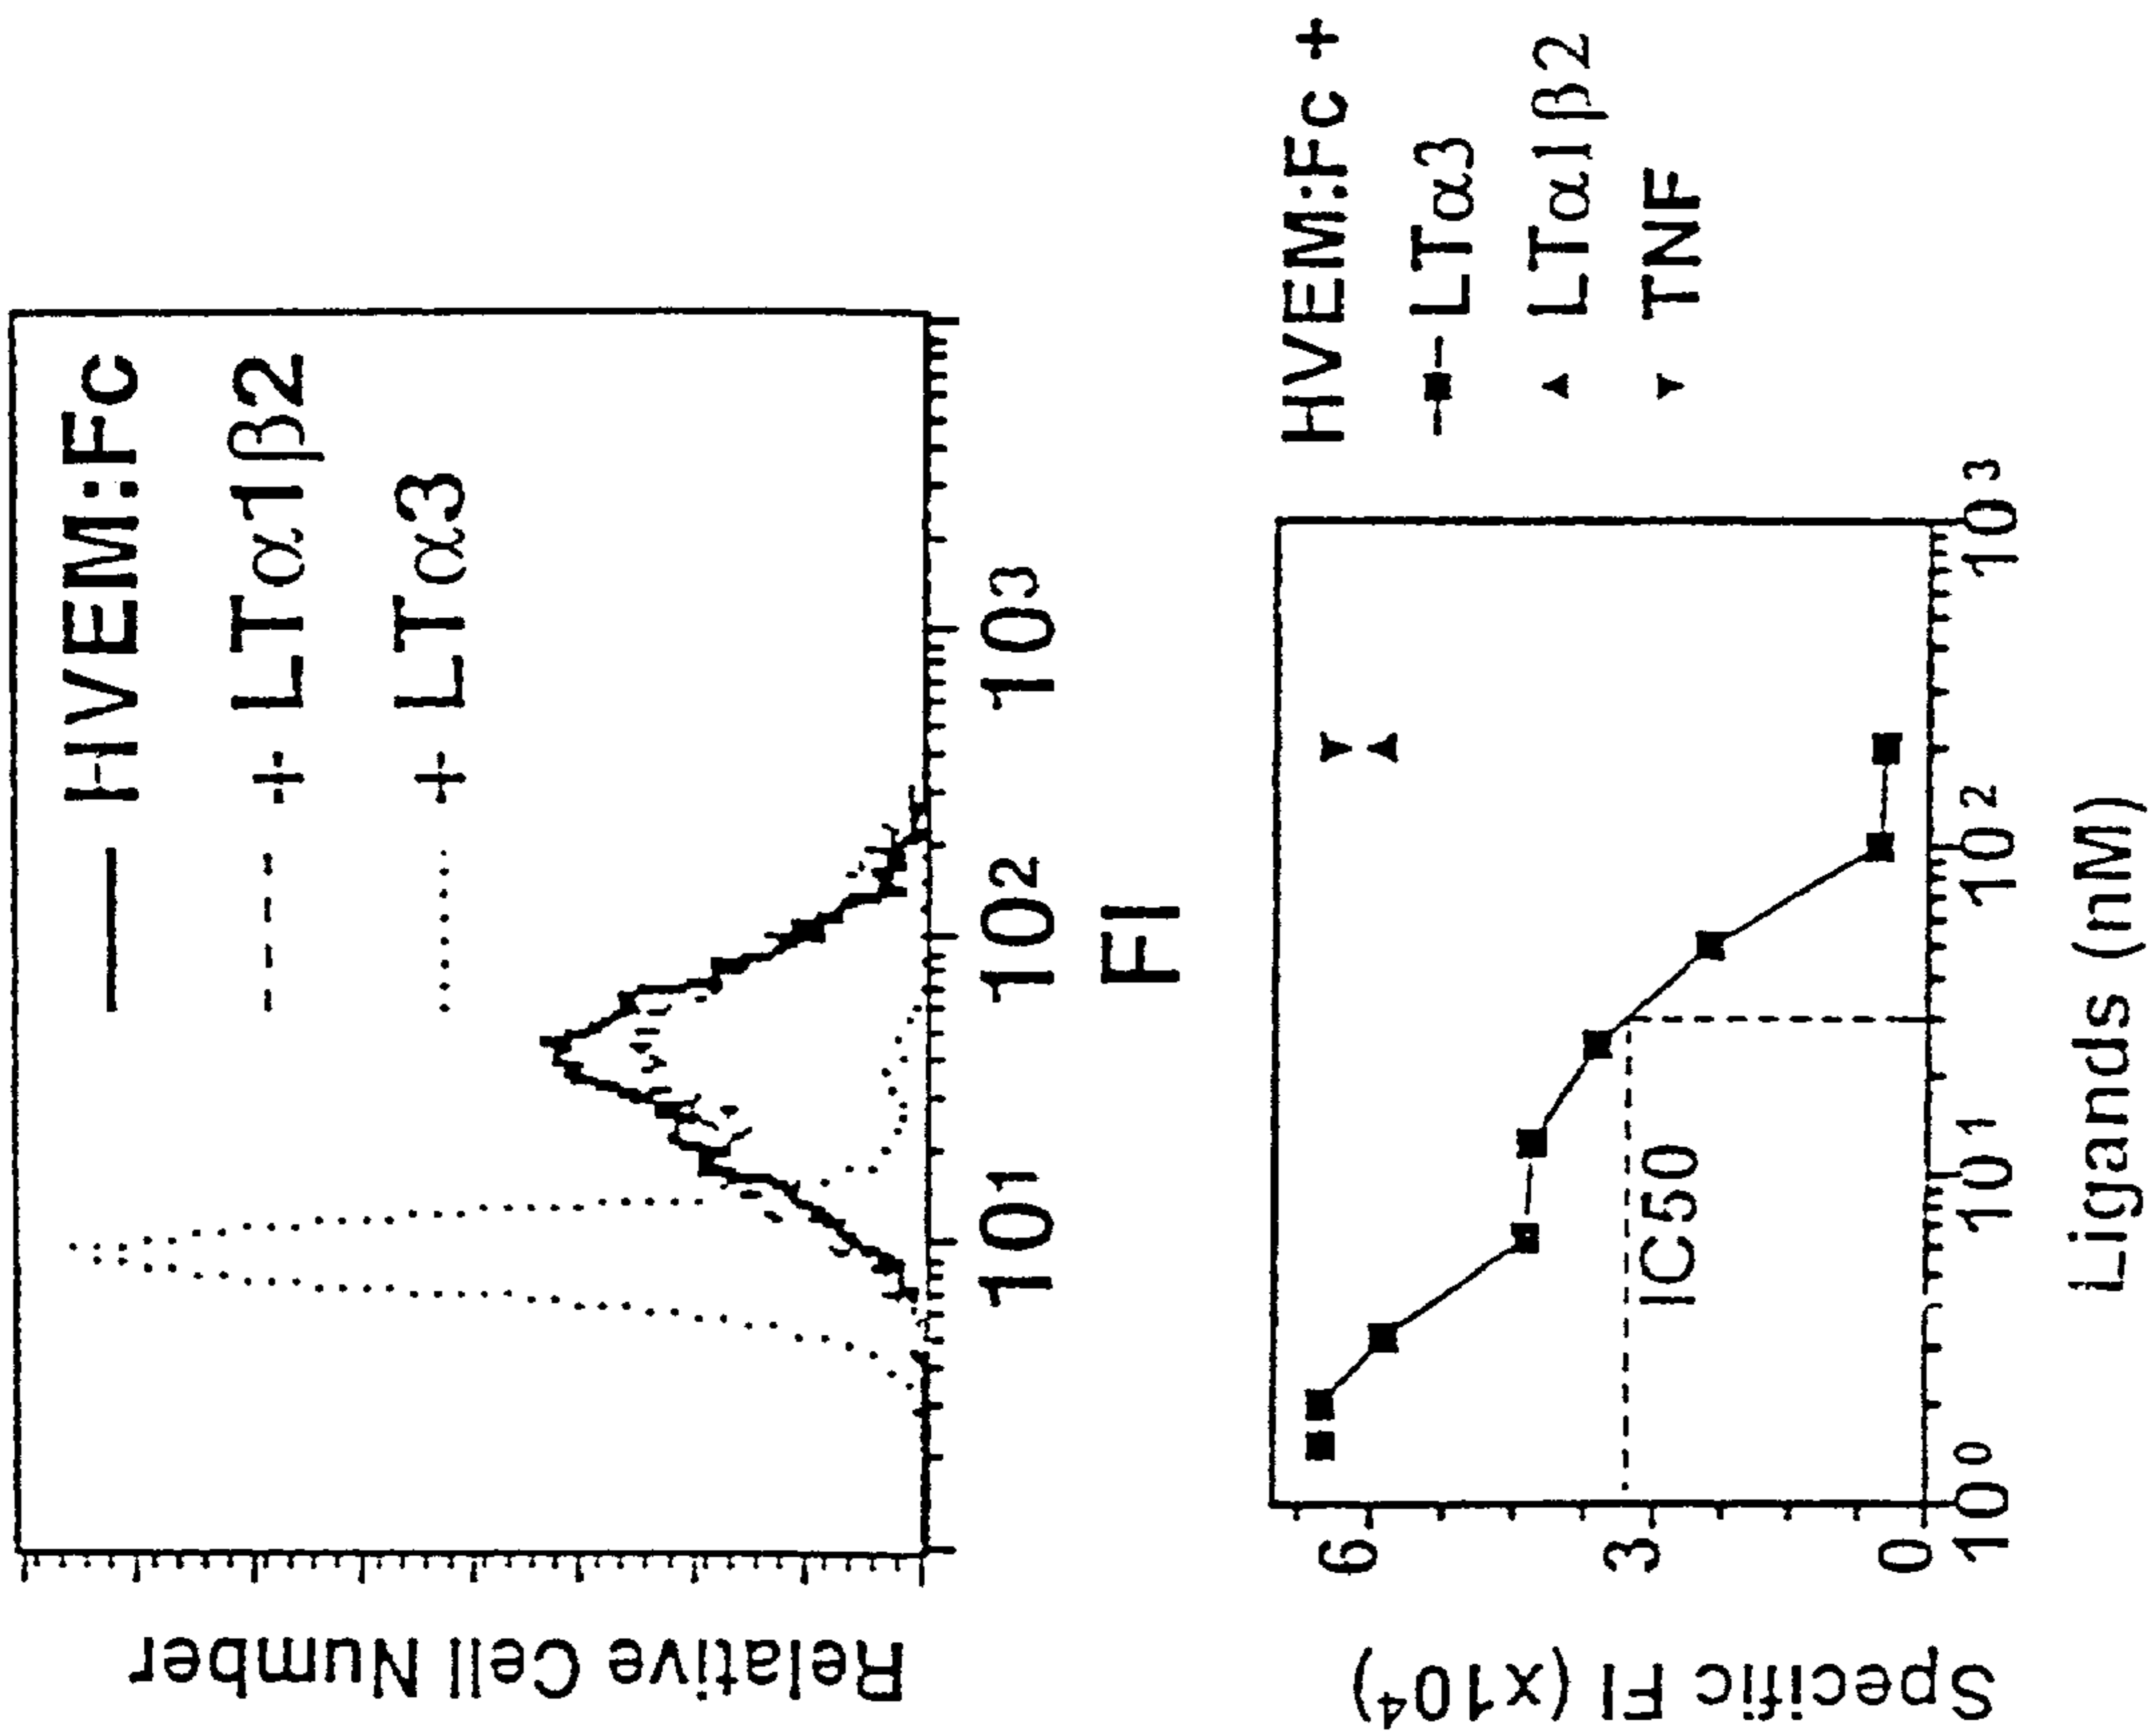 Relative Cell Number
HVEM:Fc
+ LTα1β2
+ LTα3
10¹
10²
10³
FI
Specific FI (x10⁴)
6
3
0
IC50
10⁰
10¹
10²
10³
Ligands (nM)
HVEM:Fc +
LTα3
LTα1β2
TNF